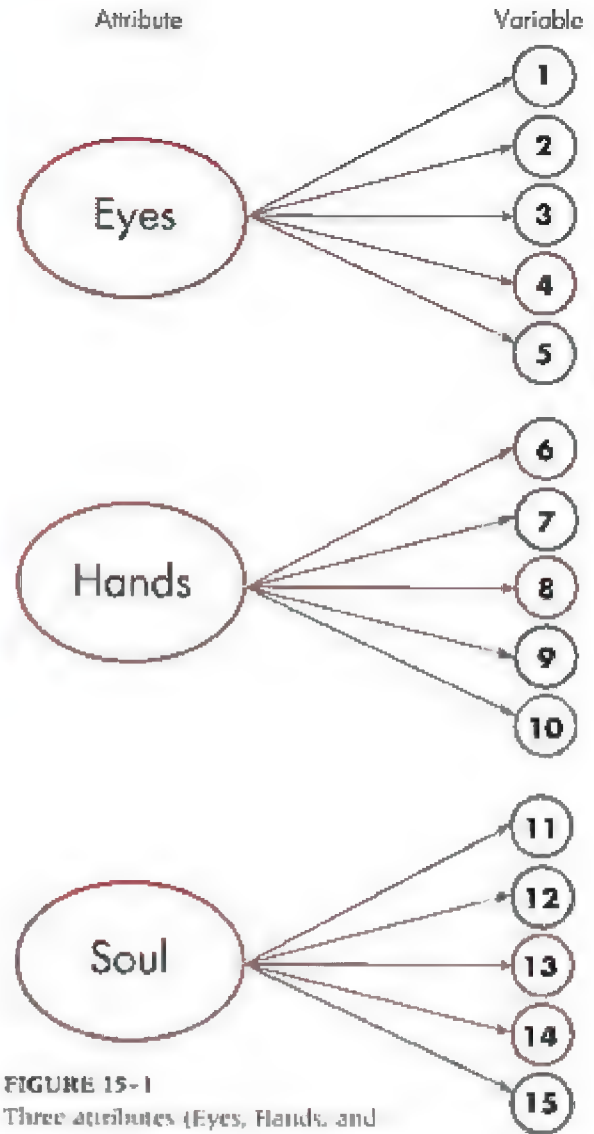 Attribute Variable
1
2
Eyes 3
4
5
6
7
Hands 8
9
10
11
12
Soul 13
14
FIGURE 15-1 15
Three attributes (Eyes, Hands, and